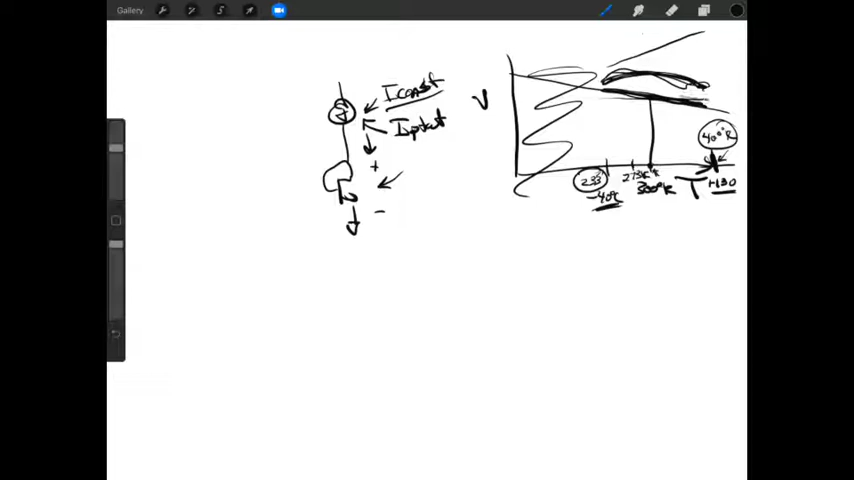 Gallery
Iconst
Iptat
+
-
V
T
233
-40°C
273°K
300°K
400°K
+130